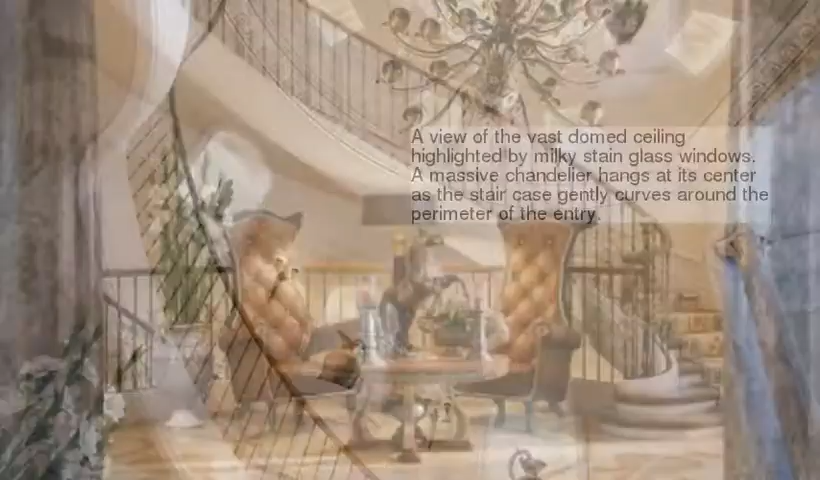 A view of the vast domed ceiling
highlighted by milky stain glass windows.
A massive chandelier hangs at its center
as the stair case gently curves around the
perimeter of the entry.